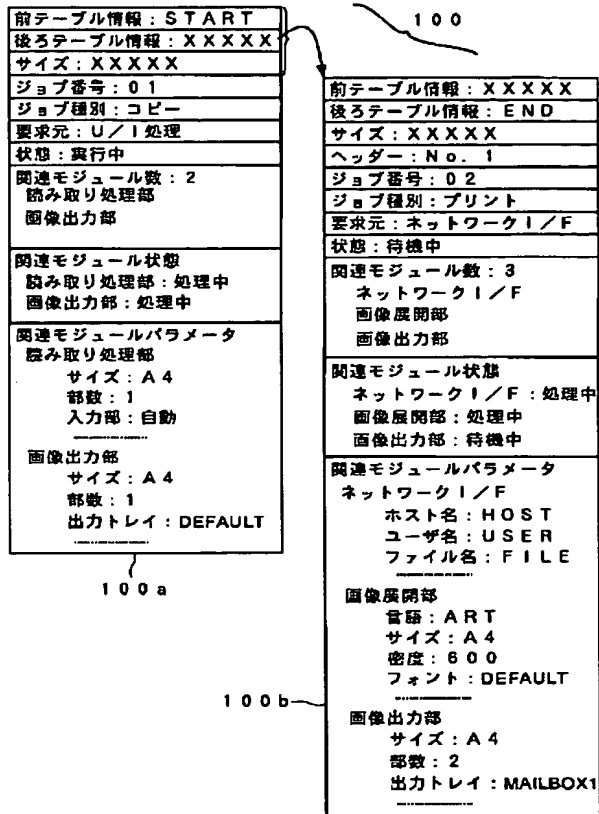 100
前テーブル情報：START
後ろテーブル情報：XXXXX
サイズ：XXXXX
ジョブ番号：01
ジョブ種別：コピー
要求元：U／I処理
状態：実行中
関連モジュール数：2
読み取り処理部
画像出力部
関連モジュール状態
読み取り処理部：処理中
画像出力部：処理中
関連モジュールパラメータ
読み取り処理部
サイズ：A4
部数：1
入力部：自動
画像出力部
サイズ：A4
部数：1
出力トレイ：DEFAULT
100a
前テーブル情報：XXXXX
後ろテーブル情報：END
サイズ：XXXXX
ヘッダー：No．1
ジョブ番号：02
ジョブ種別：プリント
要求元：ネットワークI／F
状態：待機中
関連モジュール数：3
ネットワークI／F
画像展開部
画像出力部
関連モジュール状態
ネットワークI／F：処理中
画像展開部：処理中
画像出力部：待機中
関連モジュールパラメータ
ネットワークI／F
ホスト名：HOST
ユーザ名：USER
ファイル名：FILE
画像展開部
言語：ART
サイズ：A4
密度：600
フォント：DEFAULT
画像出力部
サイズ：A4
部数：2
出力トレイ：MAILBOX1
100b